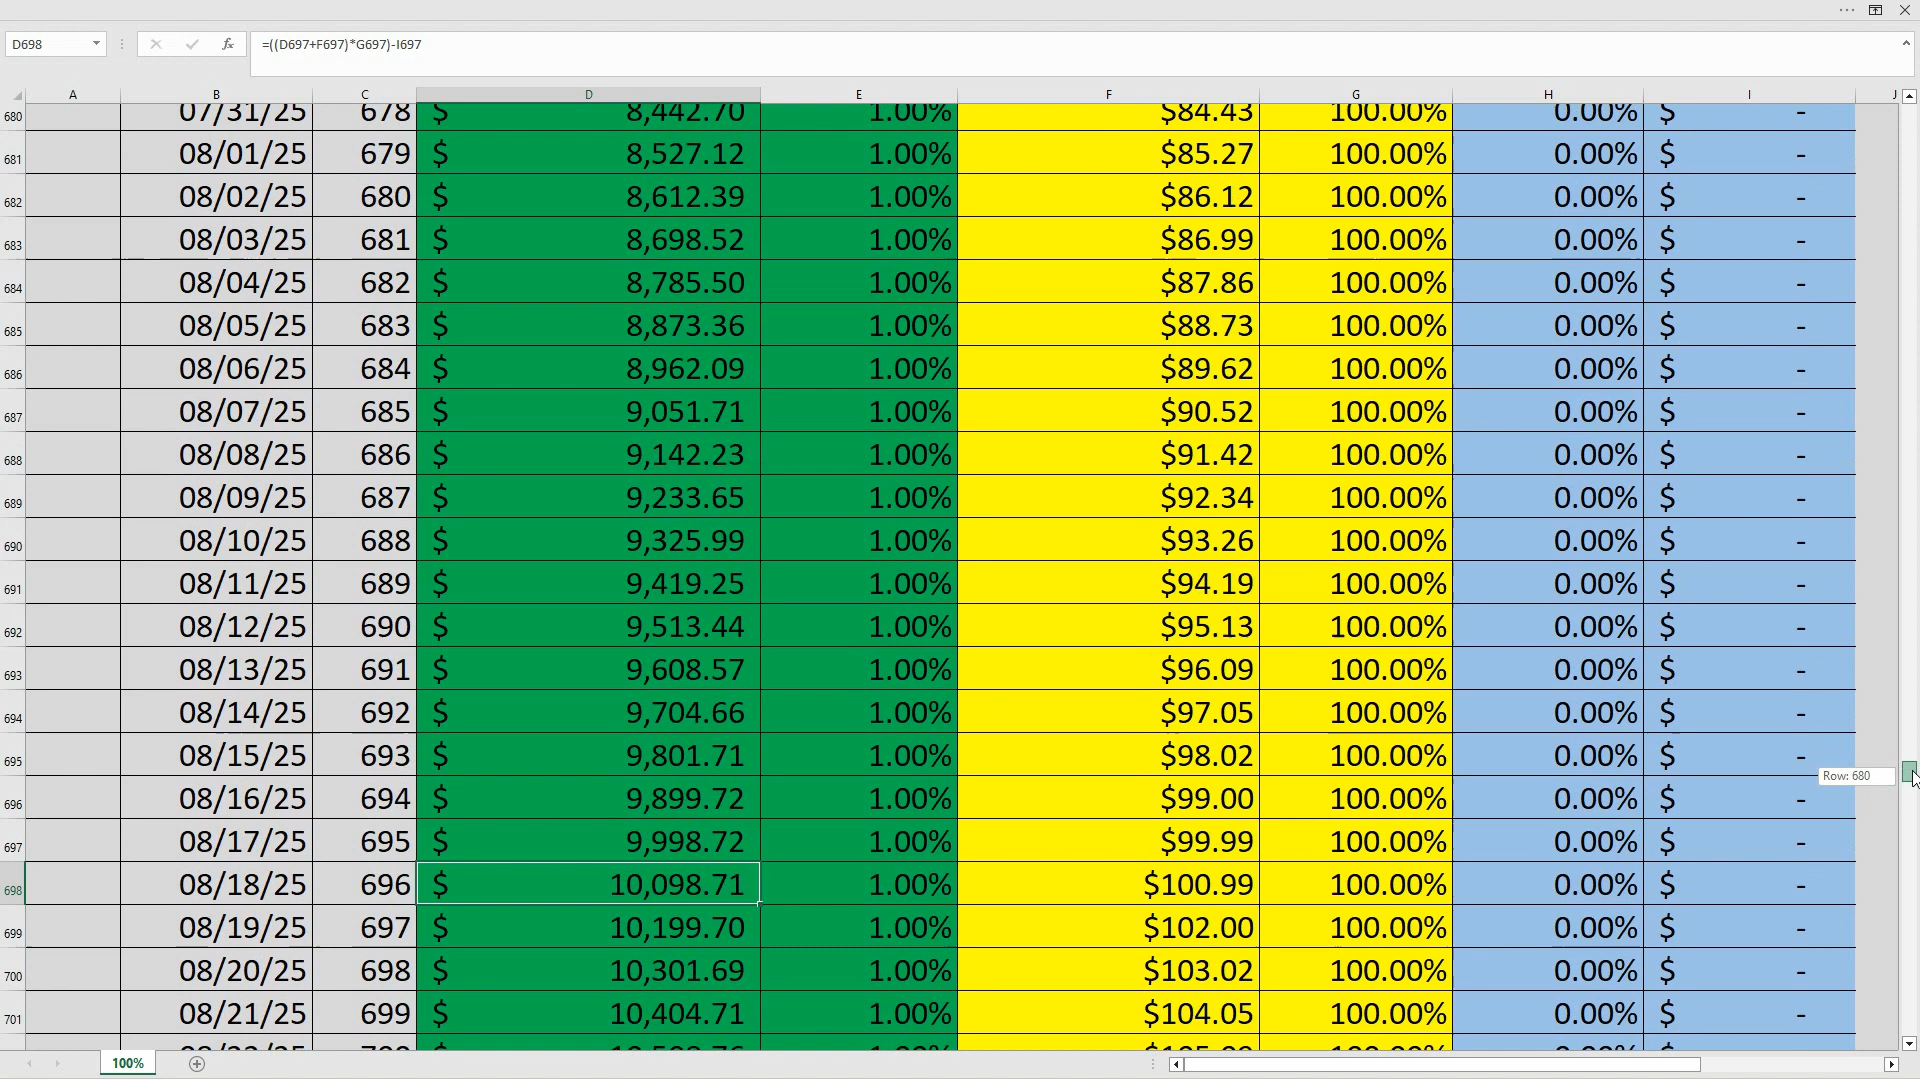 D698 fx =((D697+F697)*G697)-I697
A B C D E F G H I J
680 07/31/25 678 $ 8,442.70 1.00% $84.43 100.00% 0.00% $ -
681 08/01/25 679 $ 8,527.12 1.00% $85.27 100.00% 0.00% $ -
682 08/02/25 680 $ 8,612.39 1.00% $86.12 100.00% 0.00% $ -
683 08/03/25 681 $ 8,698.52 1.00% $86.99 100.00% 0.00% $ -
684 08/04/25 682 $ 8,785.50 1.00% $87.86 100.00% 0.00% $ -
685 08/05/25 683 $ 8,873.36 1.00% $88.73 100.00% 0.00% $ -
686 08/06/25 684 $ 8,962.09 1.00% $89.62 100.00% 0.00% $ -
687 08/07/25 685 $ 9,051.71 1.00% $90.52 100.00% 0.00% $ -
688 08/08/25 686 $ 9,142.23 1.00% $91.42 100.00% 0.00% $ -
689 08/09/25 687 $ 9,233.65 1.00% $92.34 100.00% 0.00% $ -
690 08/10/25 688 $ 9,325.99 1.00% $93.26 100.00% 0.00% $ -
691 08/11/25 689 $ 9,419.25 1.00% $94.19 100.00% 0.00% $ -
692 08/12/25 690 $ 9,513.44 1.00% $95.13 100.00% 0.00% $ -
693 08/13/25 691 $ 9,608.57 1.00% $96.09 100.00% 0.00% $ -
694 08/14/25 692 $ 9,704.66 1.00% $97.05 100.00% 0.00% $ -
695 08/15/25 693 $ 9,801.71 1.00% $98.02 100.00% 0.00% $ -
Row: 680
696 08/16/25 694 $ 9,899.72 1.00% $99.00 100.00% 0.00% $ -
697 08/17/25 695 $ 9,998.72 1.00% $99.99 100.00% 0.00% $ -
698 08/18/25 696 $ 10,098.71 1.00% $100.99 100.00% 0.00% $ -
699 08/19/25 697 $ 10,199.70 1.00% $102.00 100.00% 0.00% $ -
700 08/20/25 698 $ 10,301.69 1.00% $103.02 100.00% 0.00% $ -
701 08/21/25 699 $ 10,404.71 1.00% $104.05 100.00% 0.00% $ -
100%